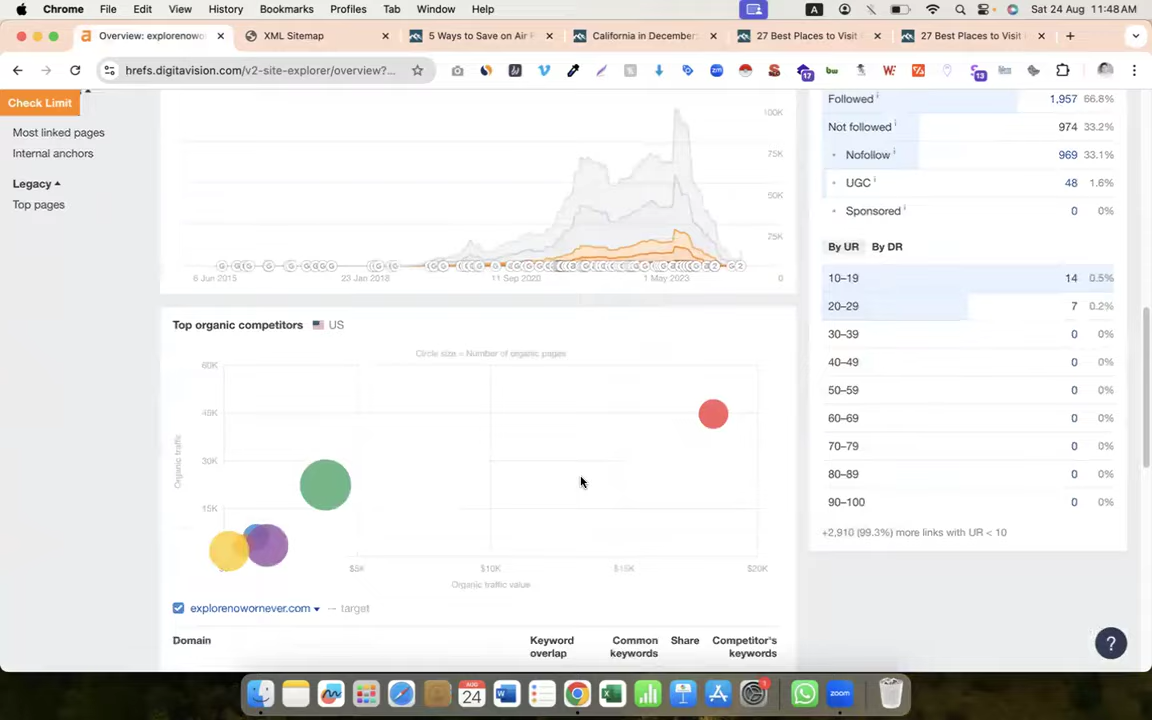 Chrome File Edit View History Bookmarks Profiles Tab Window Help A Sat 24 Aug 11:48 AM
a Overview: explorenowo XML Sitemap 5 Ways to Save on Air F California in December: 27 Best Places to Visit 27 Best Places to Visit
hrefs.digitavision.com/v2-site-explorer/overview?...
17 bw 13
zm
Check Limit
Most linked pages
Internal anchors
Legacy
Top pages
100K
75K
50K
25K
0
6 Jun 2015 23 Jan 2018 11 Sep 2020 1 May 2023
Followed 1,957 66.8%
Not followed 974 33.2%
Nofollow 969 33.1%
UGC 48 1.6%
Sponsored 0 0%
By UR By DR
10–19 14 0.5%
20–29 7 0.2%
30–39 0 0%
40–49 0 0%
50–59 0 0%
60–69 0 0%
70–79 0 0%
80–89 0 0%
90–100 0 0%
+2,910 (99.3%) more links with UR < 10
Top organic competitors US
Circle size = Number of organic pages
Organic traffic
60K
45K
30K
15K
$5K $10K $15K $20K
Organic traffic value
explorenowornever.com — target
Domain
Keyword overlap
Common keywords
Share
Competitor's keywords
?
AUG
24
1
zoom